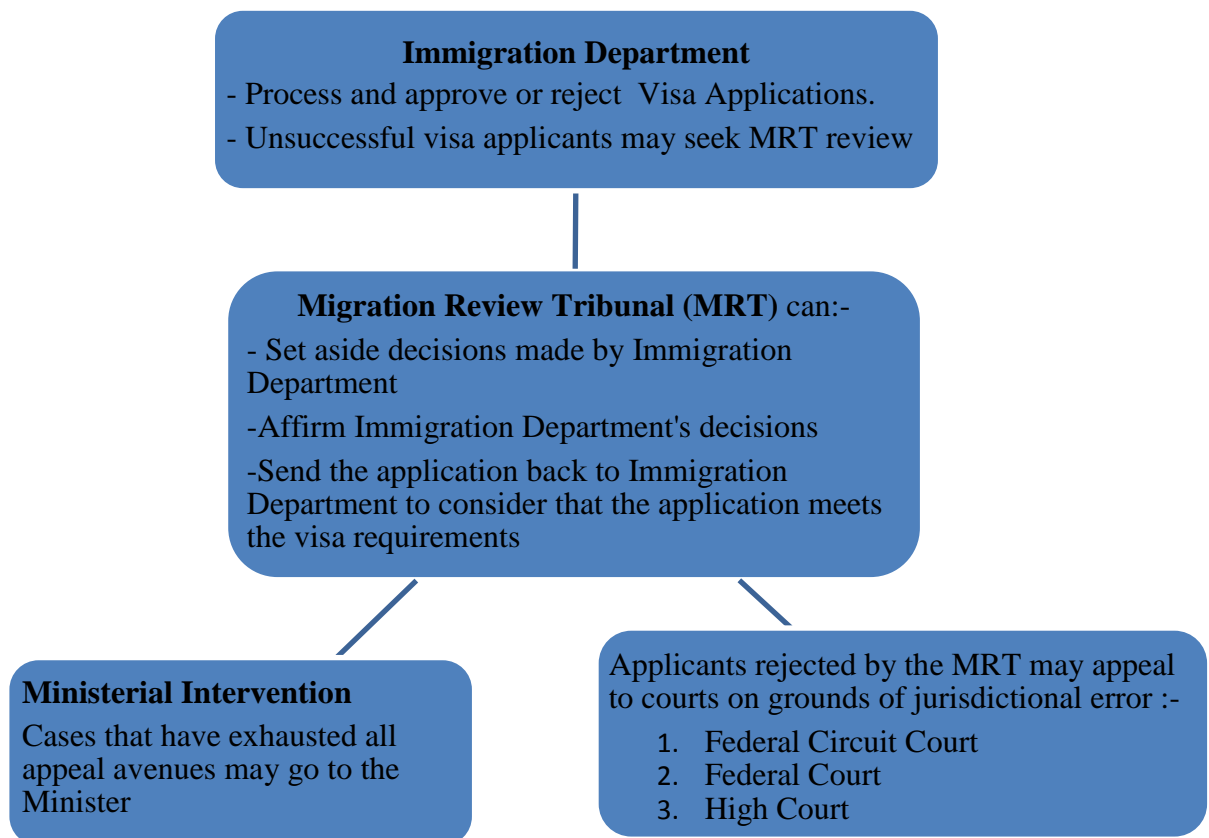 Immigration Department
- Process and approve or reject Visa Applications.
- Unsuccessful visa applicants may seek MRT review
Migration Review Tribunal (MRT) can:-
- Set aside decisions made by Immigration
Department
-Affirm Immigration Department's decisions
-Send the application back to Immigration
Department to consider that the application meets
the visa requirements
Ministerial Intervention
Cases that have exhausted all
appeal avenues may go to the
Minister
Applicants rejected by the MRT may appeal
to courts on grounds of jurisdictional error :-
1. Federal Circuit Court
2. Federal Court
3. High Court